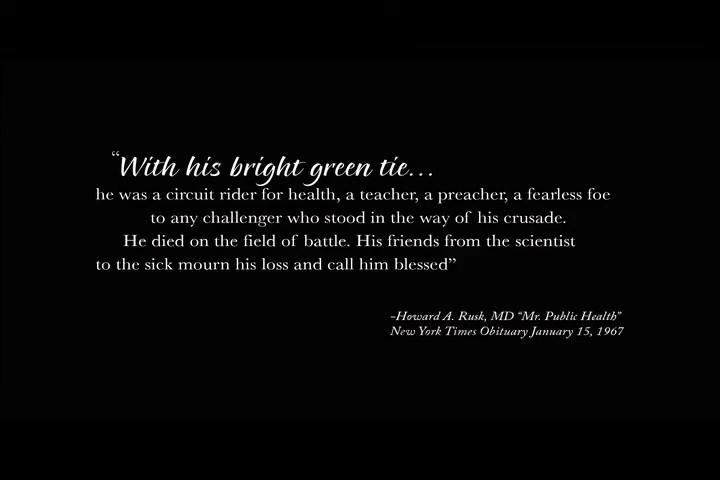 “With his bright green tie...
he was a circuit rider for health, a teacher, a preacher, a fearless foe
to any challenger who stood in the way of his crusade.
He died on the field of battle. His friends from the scientist
to the sick mourn his loss and call him blessed”
–Howard A. Rusk, MD “Mr. Public Health”
New York Times Obituary January 15, 1967